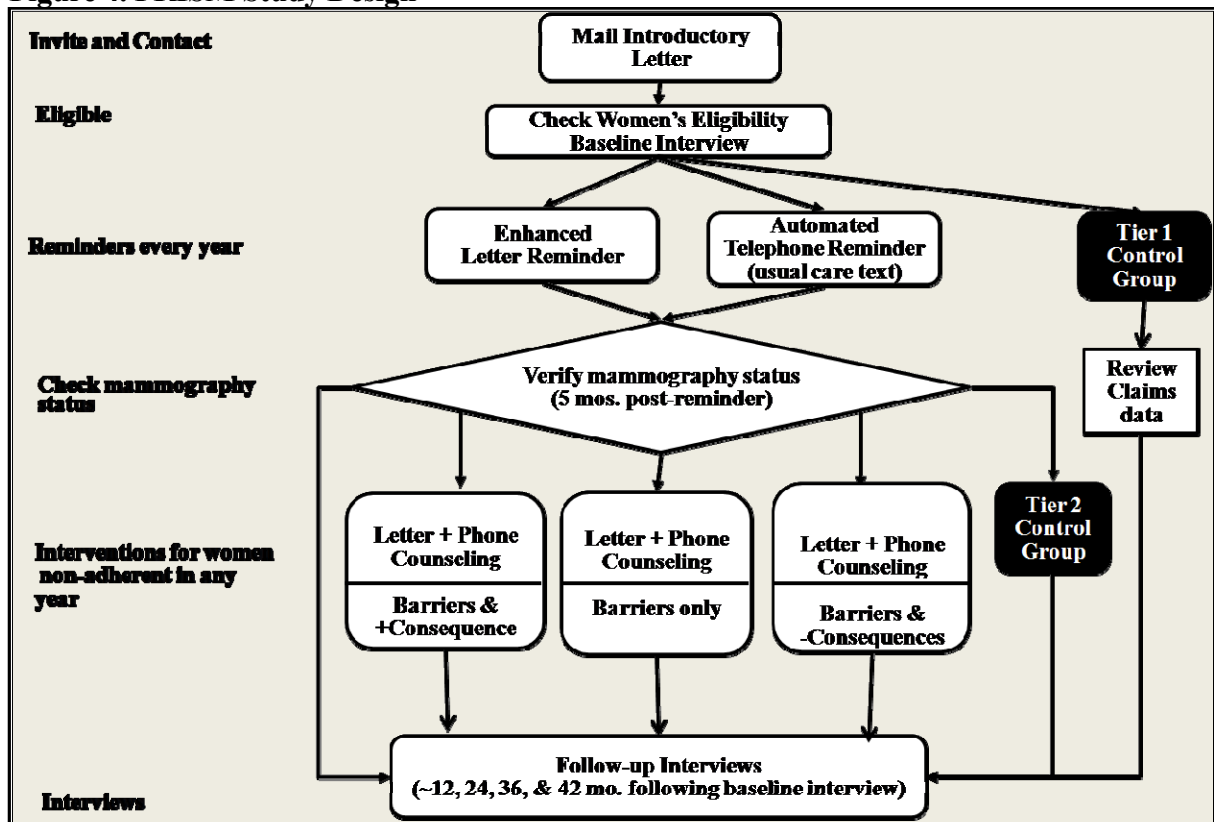 Figure 4. PRISM Study Design
Invite and Contact
Mail Introductory
Letter
Eligible
Check Women's Eligibility
Baseline Interview
Reminders every year
Enhanced
Letter Reminder
Automated
Telephone Reminder
(usual care text)
Tier 1
Control
Group
Check mammography
status
Verify mammography status
(5 mos. post-reminder)
Review
Claims
data
Interventions for women
non-adherent in any
year
Letter + Phone
Counseling
Barriers &
+Consequence
Letter + Phone
Counseling
Barriers only
Letter + Phone
Counseling
Barriers &
-Consequences
Tier 2
Control
Group
Interviews
Follow-up Interviews
(~12, 24, 36, & 42 mo. following baseline interview)